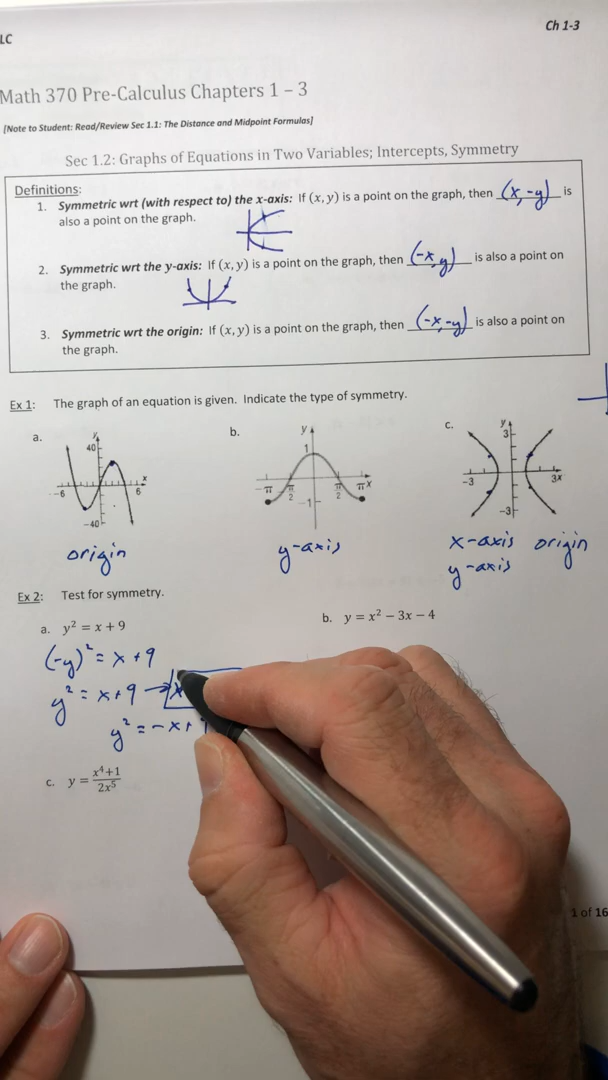 LC
Ch 1-3
Math 370 Pre-Calculus Chapters 1 – 3
[Note to Student: Read/Review Sec 1.1: The Distance and Midpoint Formulas]
Sec 1.2: Graphs of Equations in Two Variables; Intercepts, Symmetry
Definitions:
1. Symmetric wrt (with respect to) the x-axis: If (x, y) is a point on the graph, then (x, -y) is
also a point on the graph.
2. Symmetric wrt the y-axis: If (x, y) is a point on the graph, then (-x, y) is also a point on
the graph.
3. Symmetric wrt the origin: If (x, y) is a point on the graph, then (-x, -y) is also a point on
the graph.
Ex 1: The graph of an equation is given. Indicate the type of symmetry.
a. b. c.
y 40 x -6 6 -40
y 1 -π -π/2 π/2 π x -1
y 3 -3 3x -3
origin y-axis x-axis origin
y-axis
Ex 2: Test for symmetry.
a. y² = x + 9 b. y = x² − 3x − 4
(-y)² = x + 9
y² = x + 9 → x
y² = -x +
c. y = x⁴+1/2x⁵
1 of 16